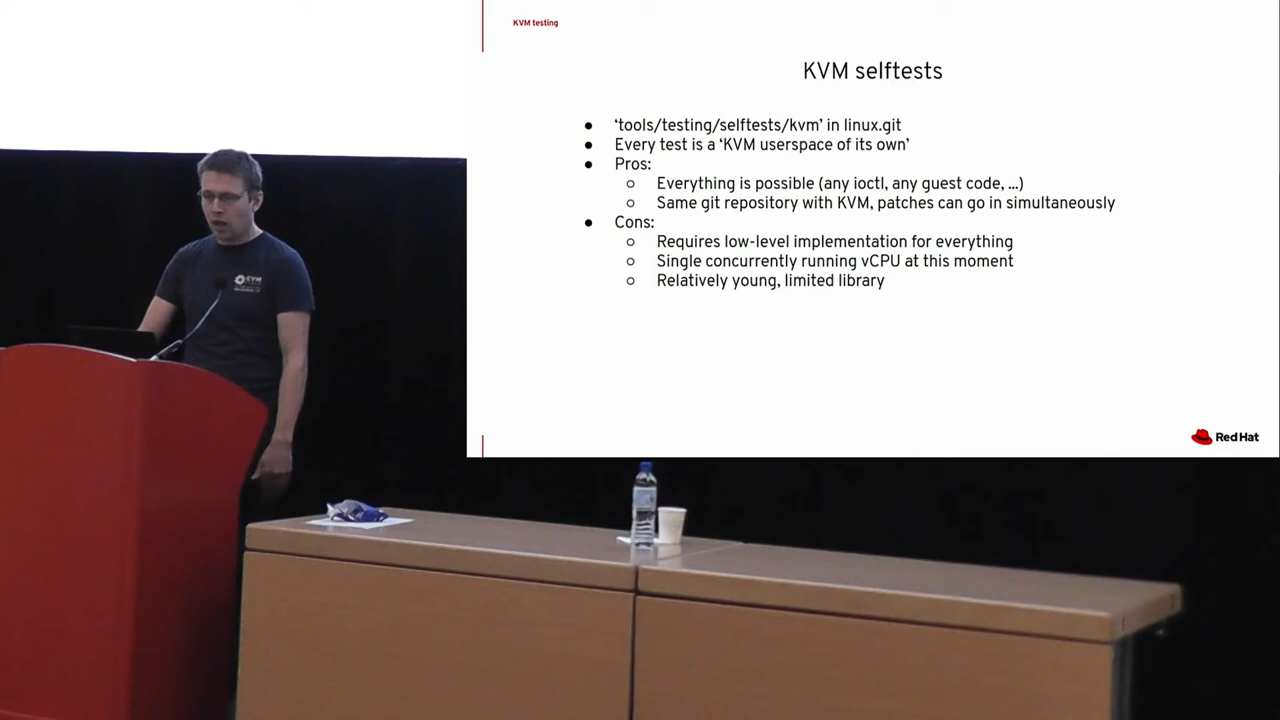 KVM testing
KVM selftests
● ‘tools/testing/selftests/kvm’ in linux.git
● Every test is a ‘KVM userspace of its own’
● Pros:
○ Everything is possible (any ioctl, any guest code, ...)
○ Same git repository with KVM, patches can go in simultaneously
● Cons:
○ Requires low-level implementation for everything
○ Single concurrently running vCPU at this moment
○ Relatively young, limited library
Red Hat
KVM